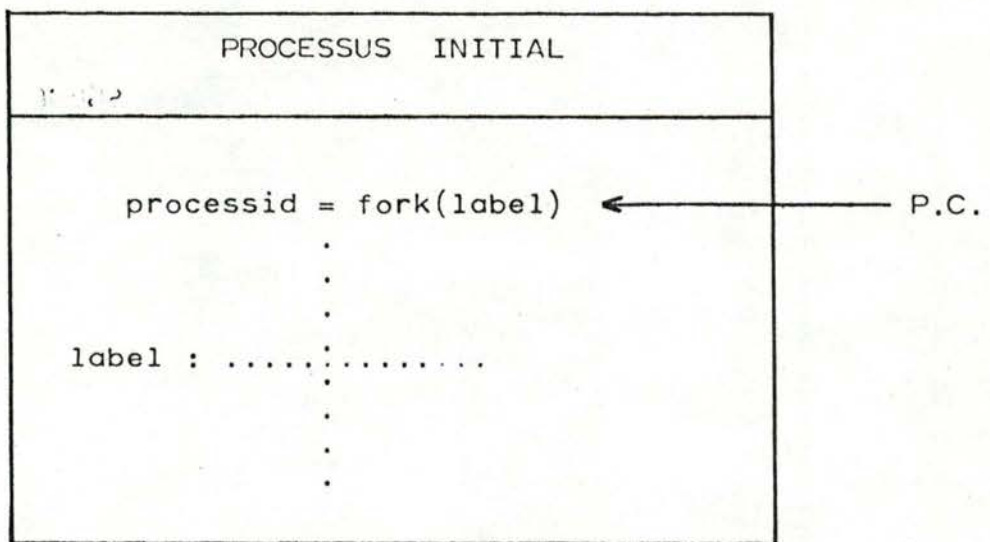 PROCESSUS INITIAL
processid = fork(label) P.C.
label : ..............